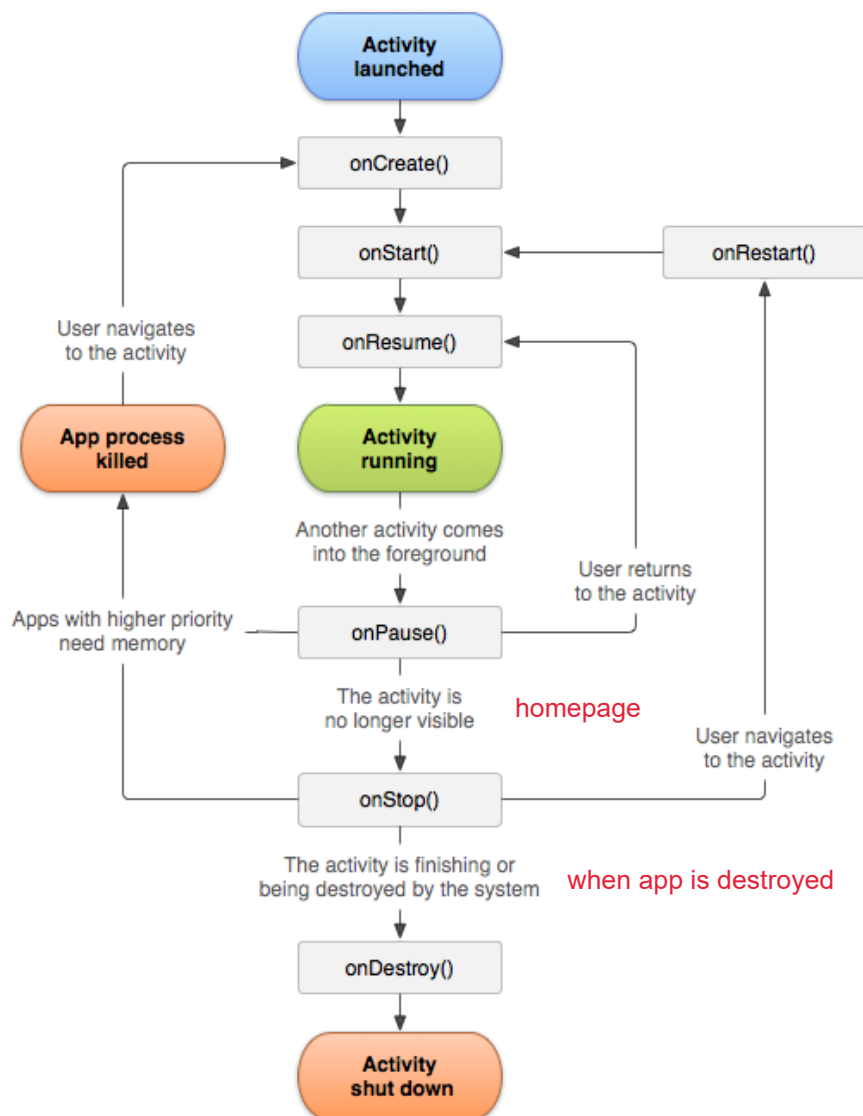 Activity
launched
onCreate()
onStart()
onRestart()
User navigates
to the activity
onResume()
App process
killed
Activity
running
Another activity comes
into the foreground
User returns
to the activity
Apps with higher priority
need memory
onPause()
The activity is
no longer visible
homepage
User navigates
to the activity
onStop()
The activity is finishing or
being destroyed by the system
when app is destroyed
onDestroy()
Activity
shut down